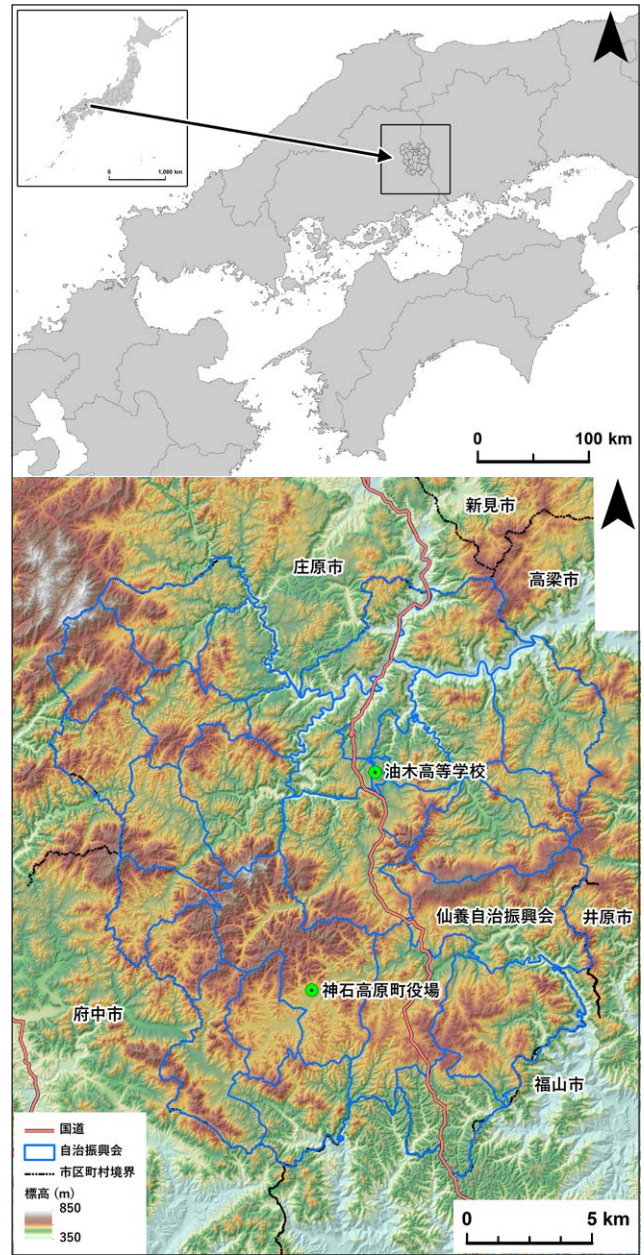 0 1,000 km
0 100 km
新見市
庄原市
高梁市
油木高等学校
仙養自治振興会
井原市
神石高原町役場
府中市
福山市
国道
自治振興会
市区町村境界
標高 (m)
850
350
0 5 km